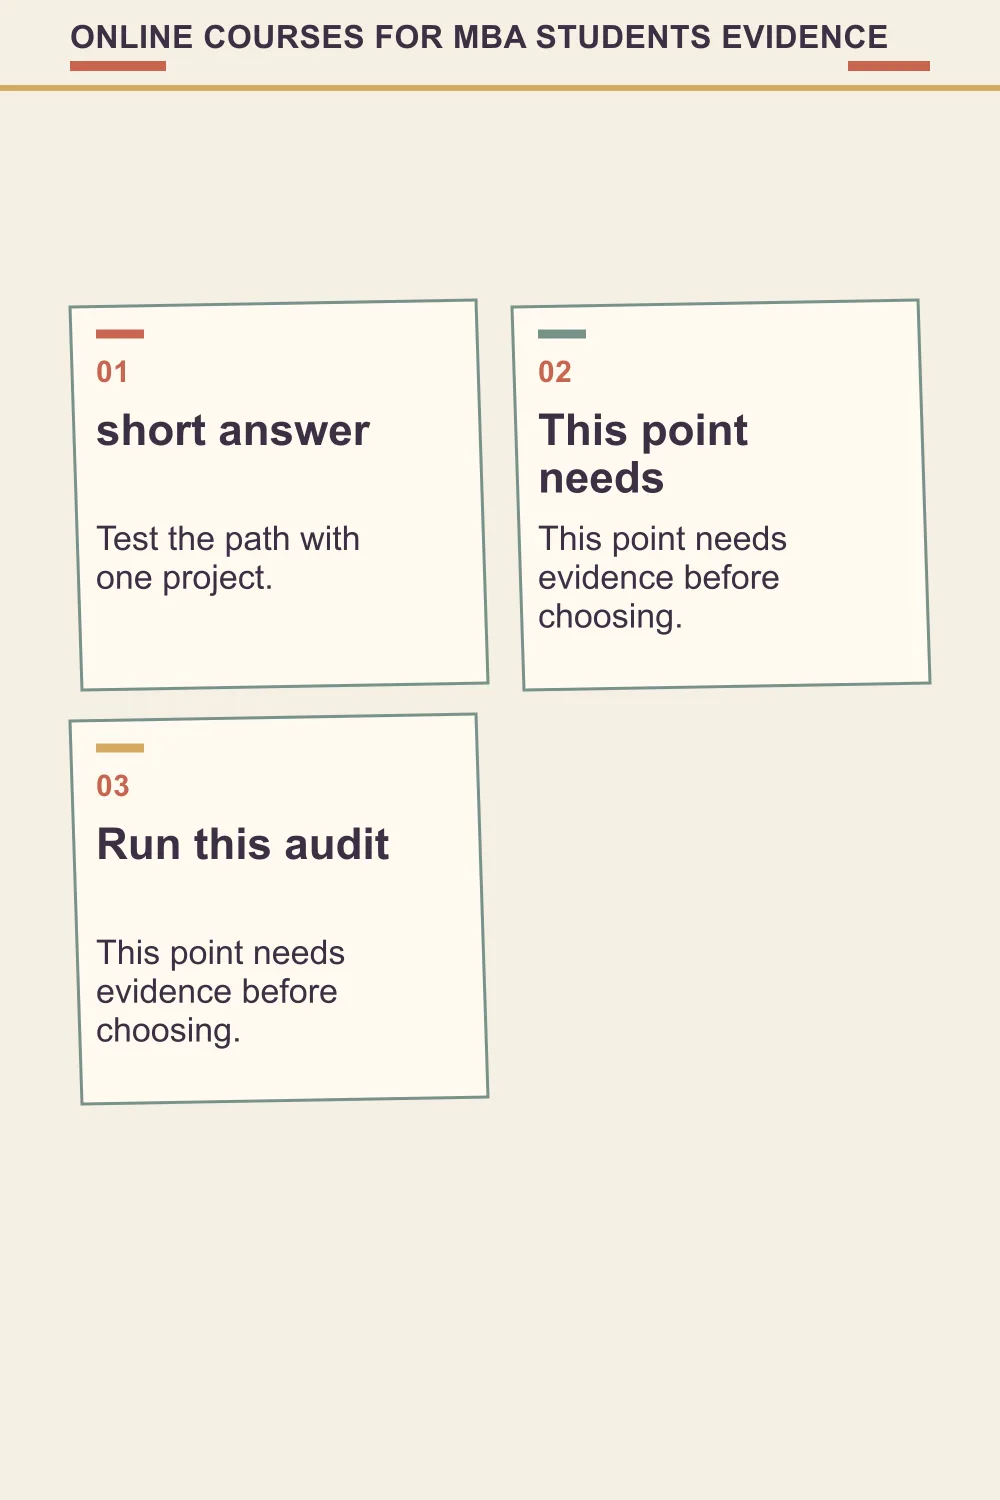 ONLINE COURSES FOR MBA STUDENTS EVIDENCE
01
short answer
Test the path with
one project.
02
This point
needs
This point needs
evidence before
choosing.
03
Run this audit
This point needs
evidence before
choosing.